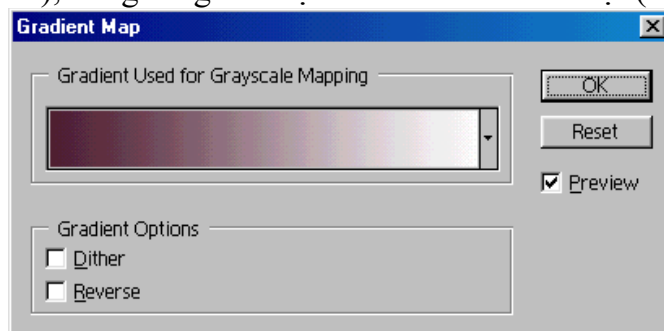 Gradient Map
Gradient Used for Grayscale Mapping
OK
Reset
Preview
Gradient Options
Dither
Reverse